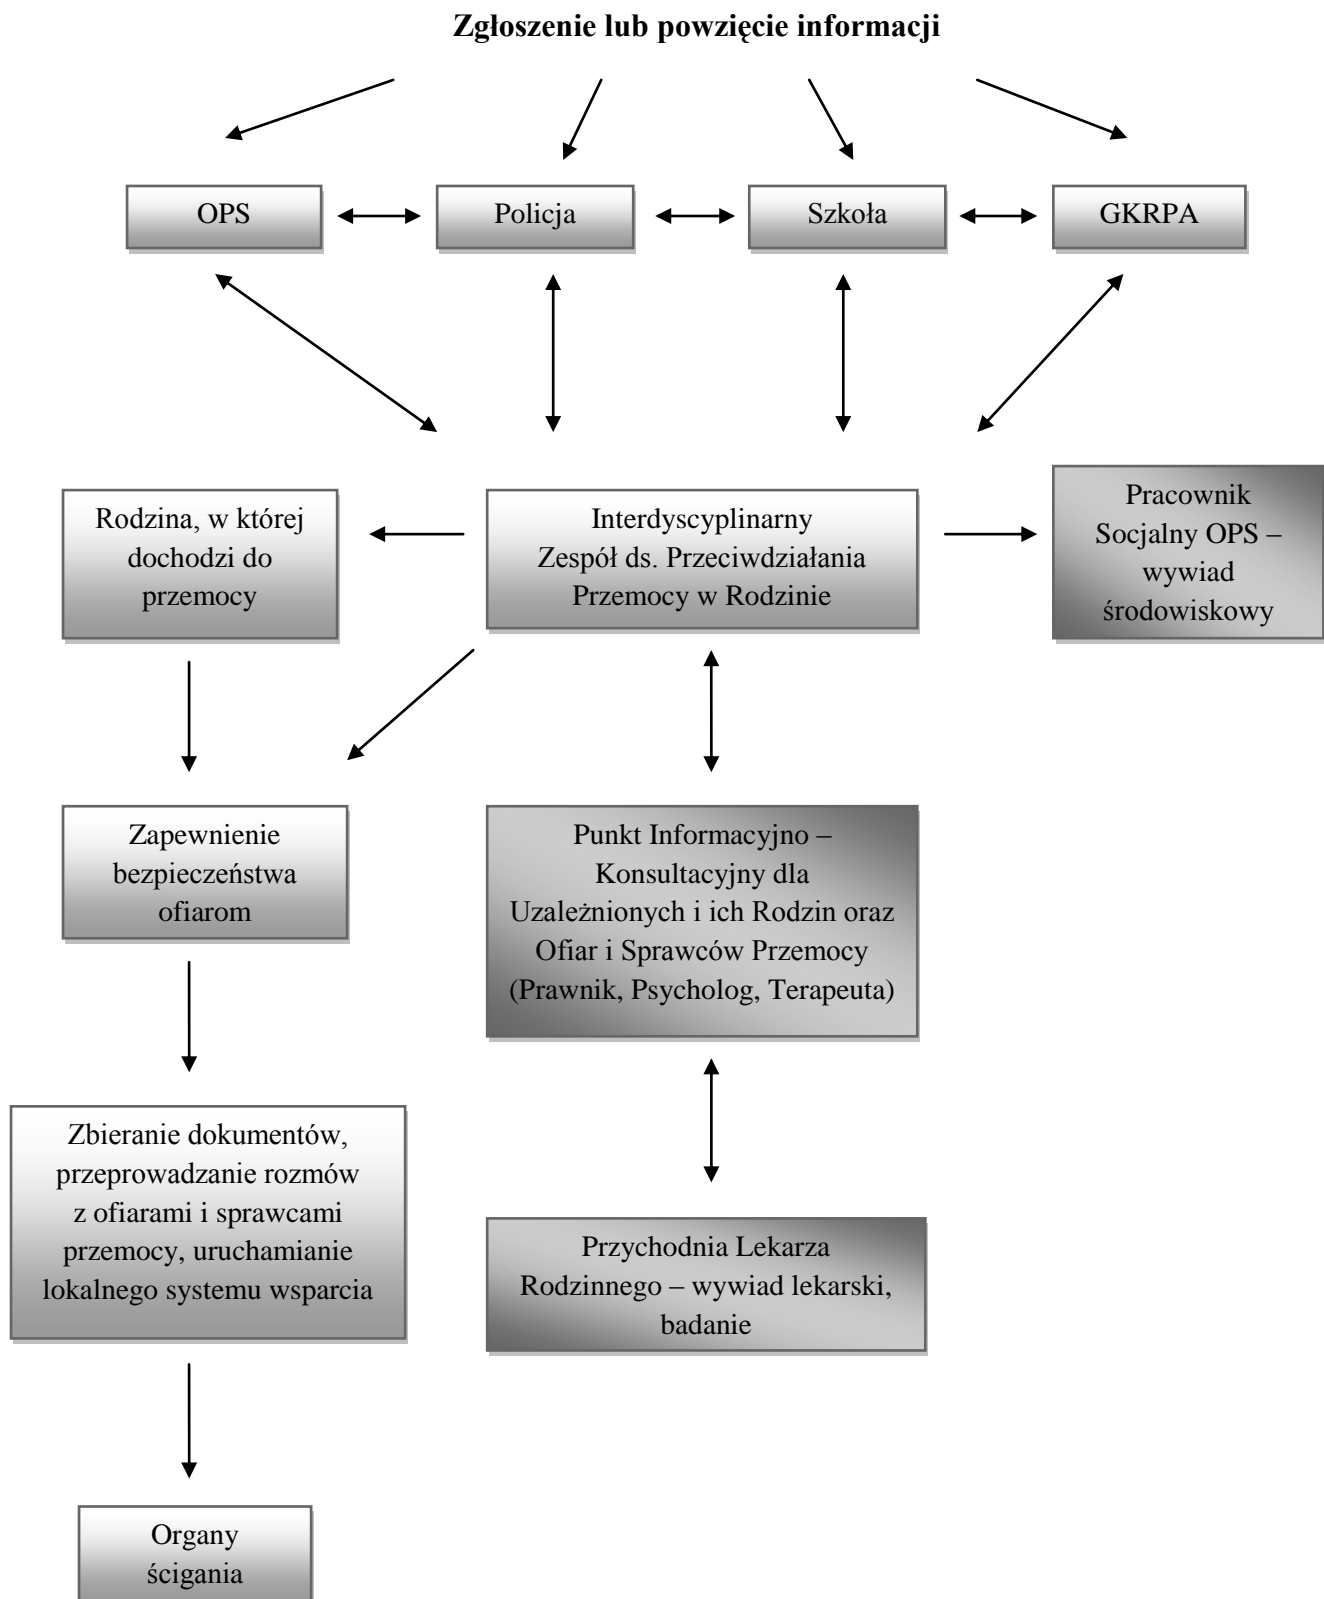 Zgłoszenie lub powzięcie informacji
OPS
Policja
Szkoła
GKRPA
Rodzina, w której
dochodzi do
przemocy
Interdyscyplinarny
Zespół ds. Przeciwdziałania
Przemocy w Rodzinie
Pracownik
Socjalny OPS –
wywiad
środowiskowy
Zapewnienie
bezpieczeństwa
ofiarom
Punkt Informacyjno –
Konsultacyjny dla
Uzależnionych i ich Rodzin oraz
Ofiar i Sprawców Przemocy
(Prawnik, Psycholog, Terapeuta)
Zbieranie dokumentów,
przeprowadzanie rozmów
z ofiarami i sprawcami
przemocy, uruchamianie
lokalnego systemu wsparcia
Przychodnia Lekarza
Rodzinnego – wywiad lekarski,
badanie
Organy
ścigania